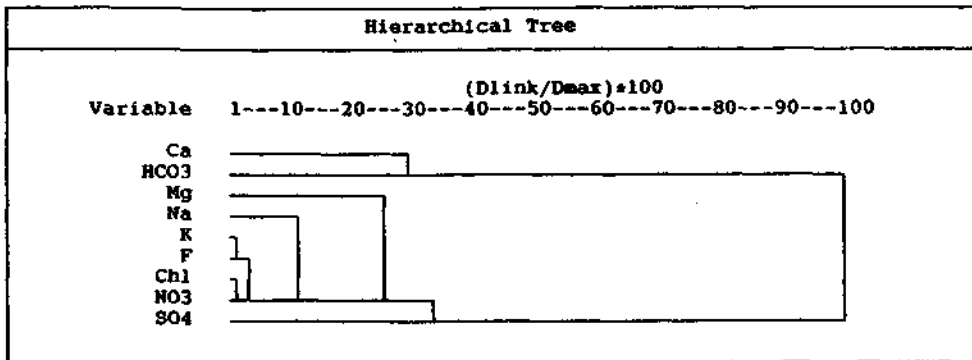 Hierarchical Tree
(Dlink/Dmax)*100
Variable 1---10---20---30---40---50---60---70---80---90---100
Ca
HCO3
Mg
Na
K
F
Chl
NO3
SO4